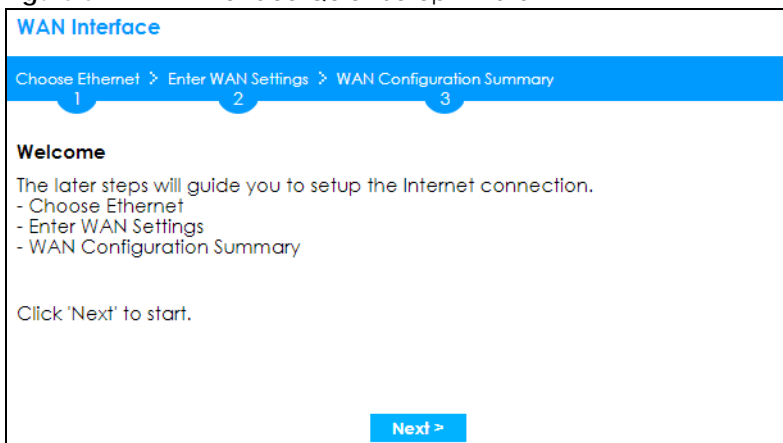 WAN Interface
Choose Ethernet > Enter WAN Settings > WAN Configuration Summary
1 2 3
Welcome
The later steps will guide you to setup the Internet connection.
- Choose Ethernet
- Enter WAN Settings
- WAN Configuration Summary
Click 'Next' to start.
Next >